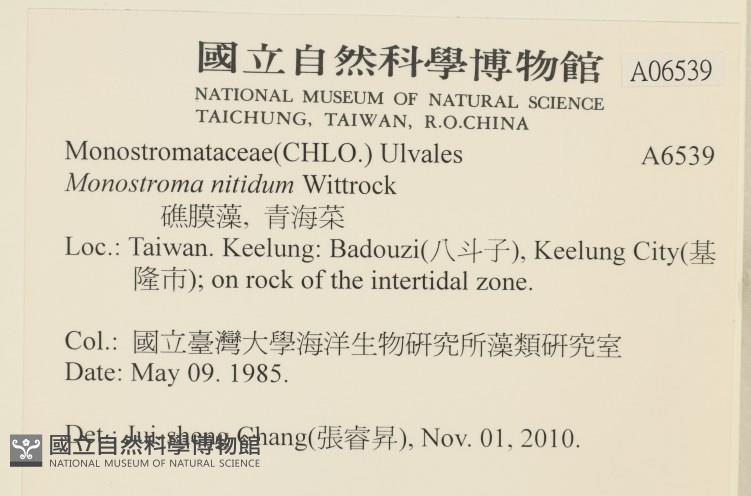 國立自然科學博物館
A06539
NATIONAL MUSEUM OF NATURAL SCIENCE
TAICHUNG, TAIWAN, R.O.CHINA
Monostromataceae(CHLO.) Ulvales A6539
Monostroma nitidum Wittrock
礁膜藻, 青海菜
Loc.: Taiwan. Keelung: Badouzi(八斗子), Keelung City(基
隆市); on rock of the intertidal zone.
Col.: 國立臺灣大學海洋生物研究所藻類研究室
Date: May 09. 1985.
Det.: Jui-sheng Chang(張睿昇), Nov. 01, 2010.
國立自然科學博物館
NATIONAL MUSEUM OF NATURAL SCIENCE